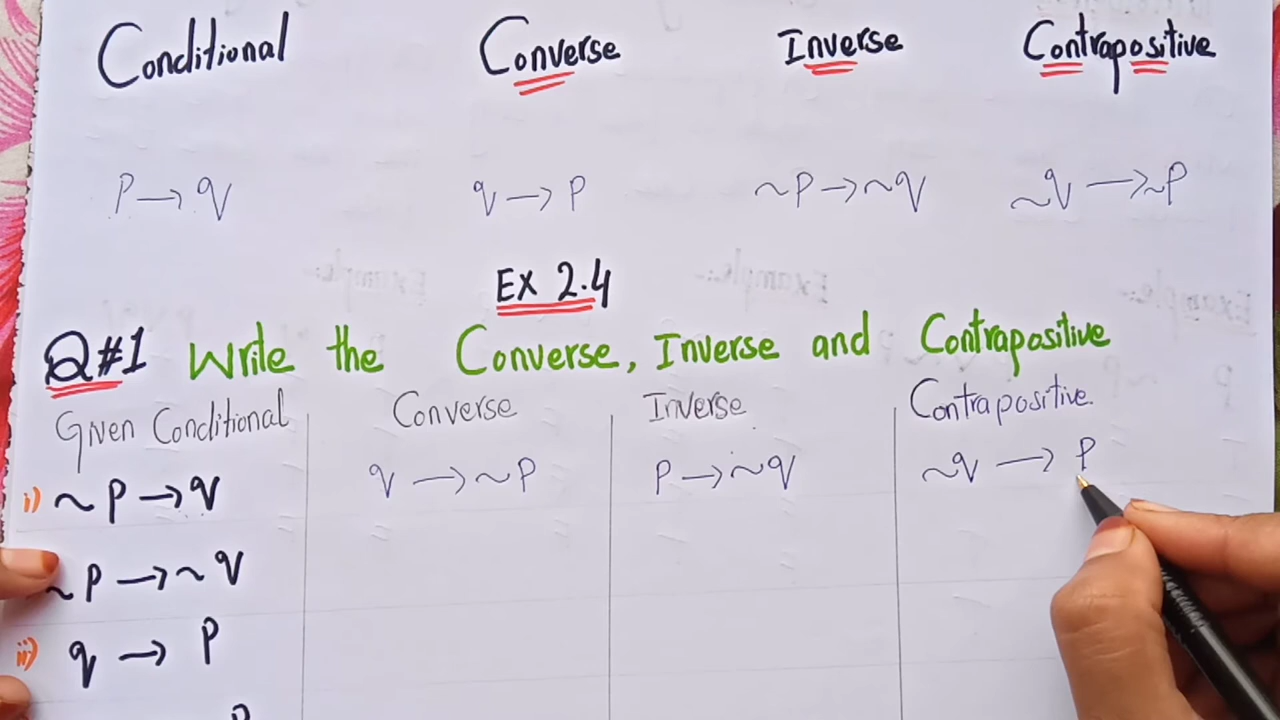 Conditional Converse Inverse Contrapositive
P → q q → P ~P → ~q ~q → ~P
Ex 2.4
Q#1 Write the Converse, Inverse and Contrapositive
Given Conditional Converse Inverse Contrapositive
i) ~P → q q → ~P P → ~q ~q → P
~P → ~q
q → P